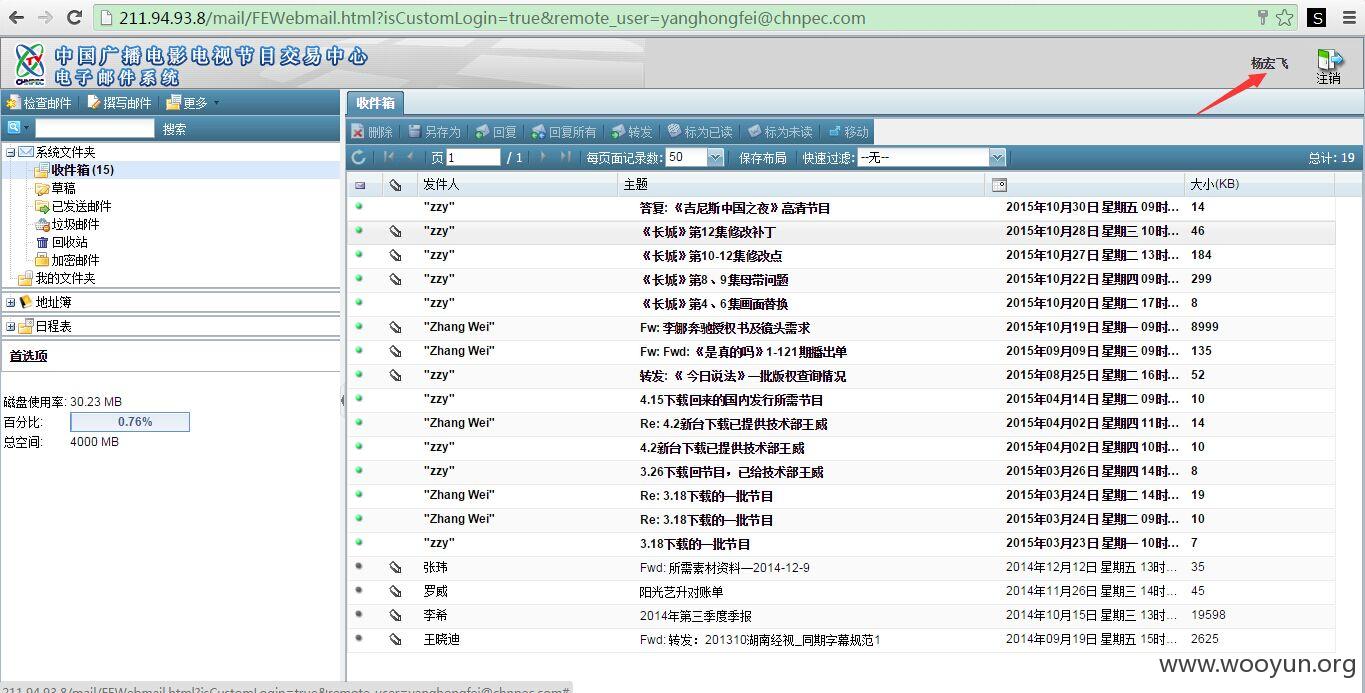 211.94.93.8/mail/FEWebmail.html?isCustomLogin=true&remote_user=yanghongfei@chnpec.com
中国广播电影电视节目交易中心
电子邮件系统
CHNPEC
杨宏飞
注销
检查邮件 撰写邮件 更多
搜索
系统文件夹
收件箱 (15)
草稿
已发送邮件
垃圾邮件
回收站
加密邮件
我的文件夹
地址簿
日程表
首选项
磁盘使用率: 30.23 MB
百分比: 0.76%
总空间: 4000 MB
收件箱
删除 另存为 回复 回复所有 转发 标为已读 标为未读 移动
页 1 / 1 每页面记录数: 50 保存布局 快速过滤: --无-- 总计: 19
发件人 主题 大小(KB)
"zzy" 答复: 《吉尼斯中国之夜》高清节目 2015年10月30日 星期五 09时... 14
"zzy" 《长城》第12集修改补丁 2015年10月28日 星期三 10时... 46
"zzy" 《长城》第10-12集修改点 2015年10月27日 星期二 13时... 184
"zzy" 《长城》第8、9集母带问题 2015年10月22日 星期四 09时... 299
"zzy" 《长城》第4、6集画面替换 2015年10月20日 星期二 17时... 8
"Zhang Wei" Fw: 李娜奔驰授权书及镜头需求 2015年10月19日 星期一 09时... 8999
"Zhang Wei" Fw: Fwd: 《是真的吗》1-121期播出单 2015年09月09日 星期三 09时... 135
"zzy" 转发: 《 今日说法》一批版权查询情况 2015年08月25日 星期二 16时... 52
"zzy" 4.15下载回来的国内发行所需节目 2015年04月14日 星期二 09时... 10
"Zhang Wei" Re: 4.2新台下载已提供技术部王威 2015年04月02日 星期四 11时... 14
"zzy" 4.2新台下载已提供技术部王威 2015年04月02日 星期四 10时... 10
"zzy" 3.26下载回节目，已给技术部王威 2015年03月26日 星期四 14时... 8
"Zhang Wei" Re: 3.18下载的一批节目 2015年03月24日 星期二 14时... 19
"Zhang Wei" Re: 3.18下载的一批节目 2015年03月24日 星期二 09时... 10
"zzy" 3.18下载的一批节目 2015年03月23日 星期一 10时... 7
张玮 Fwd: 所需素材资料—2014-12-9 2014年12月12日 星期五 13时... 35
罗威 阳光艺升对账单 2014年11月26日 星期三 14时... 45
李希 2014年第三季度季报 2014年10月15日 星期三 13时... 19598
王晓迪 Fwd: 转发：201310湖南经视_同期字幕规范1 2014年09月19日 星期五 15时... 2625
www.wooyun.org
211.94.93.8/mail/FEWebmail.html?isCustomLogin=true&remote_user=yanghongfei@chnpec.com#